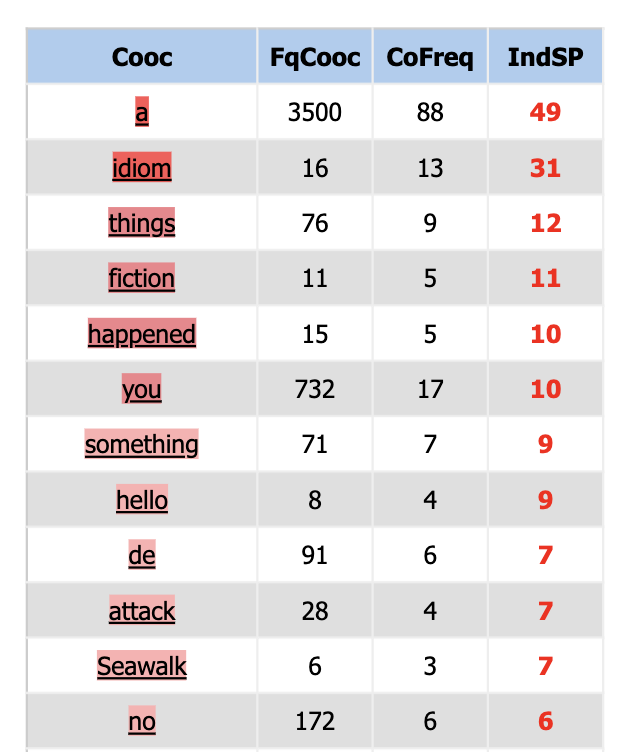 Cooc FqCooc CoFreq IndSP
a 3500 88 49
idiom 16 13 31
things 76 9 12
fiction 11 5 11
happened 15 5 10
you 732 17 10
something 71 7 9
hello 8 4 9
de 91 6 7
attack 28 4 7
Seawalk 6 3 7
no 172 6 6